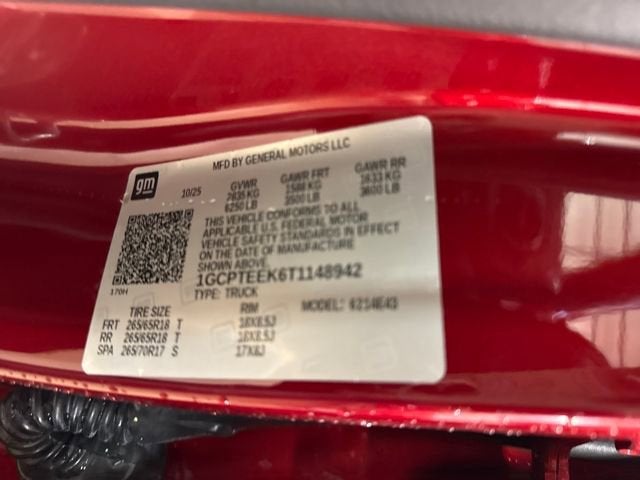 MFD BY GENERAL MOTORS LLC
gm
10/25
GVWR GAWR FRT GAWR RR
2835 KG 1588 KG 1633 KG
6250 LB 3500 LB 3600 LB
THIS VEHICLE CONFORMS TO ALL
APPLICABLE U.S. FEDERAL MOTOR
VEHICLE SAFETY STANDARDS IN EFFECT
ON THE DATE OF MANUFACTURE
SHOWN ABOVE.
1GCPTEEK6T1148942
TYPE: TRUCK MODEL:
170H
TIRE SIZE RIM
FRT 265/65R18 T 18X8.5J
RR 265/65R18 T 18X8.5J
SPA 265/70R17 S 17X8J